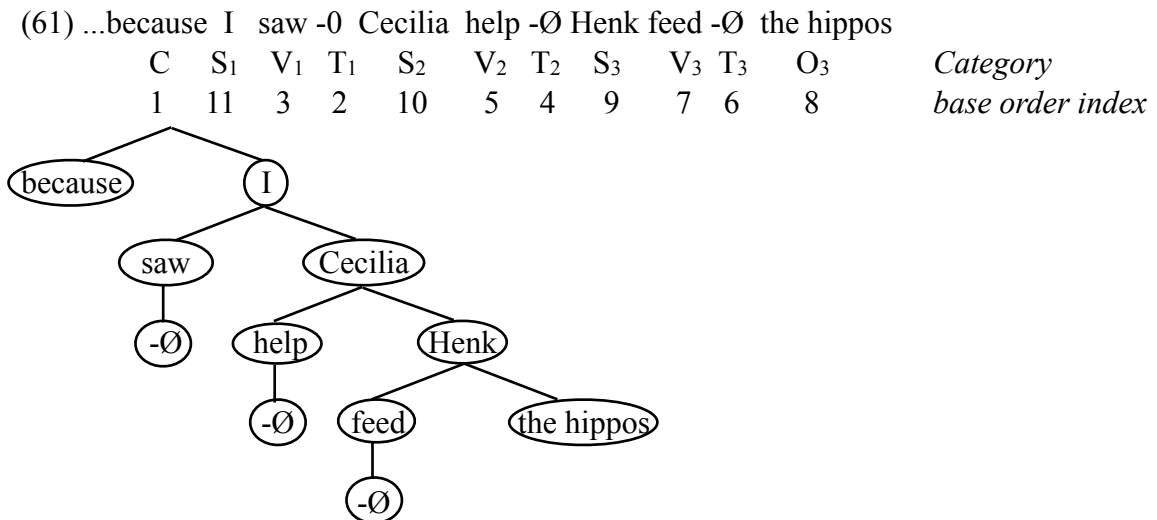 (61) ...because I saw -0 Cecilia help -Ø Henk feed -Ø the hippos
C S₁ V₁ T₁ S₂ V₂ T₂ S₃ V₃ T₃ O₃ Category
1 11 3 2 10 5 4 9 7 6 8 base order index
because I
saw Cecilia
-Ø help Henk
-Ø feed the hippos
-Ø